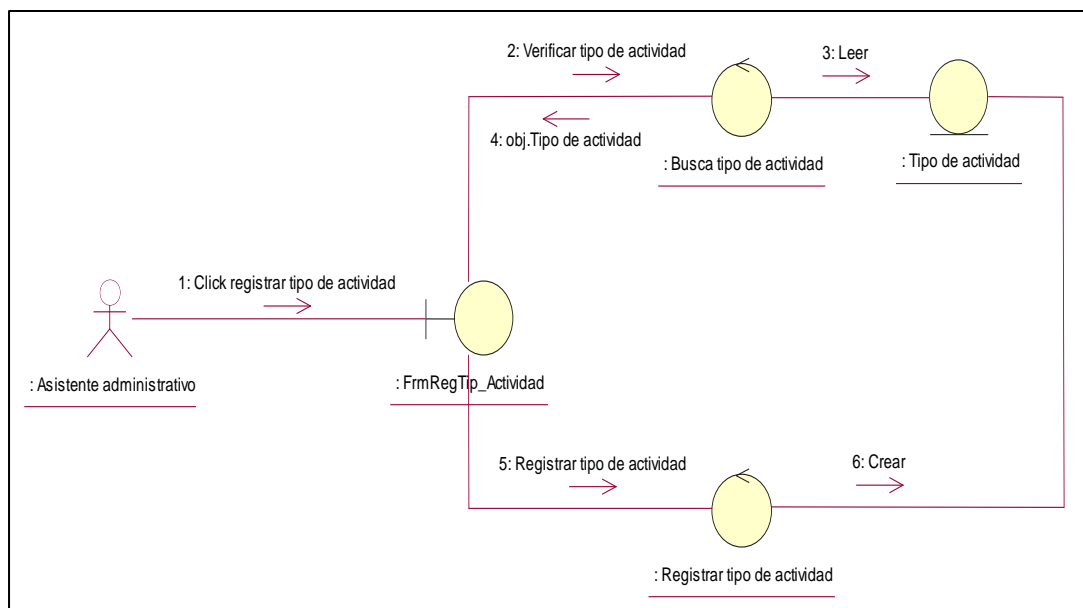 2: Verificar tipo de actividad
3: Leer
4: obj.Tipo de actividad
: Busca tipo de actividad
: Tipo de actividad
1: Click registrar tipo de actividad
: Asistente administrativo
: FrmRegTip_Actividad
5: Registrar tipo de actividad
6: Crear
: Registrar tipo de actividad